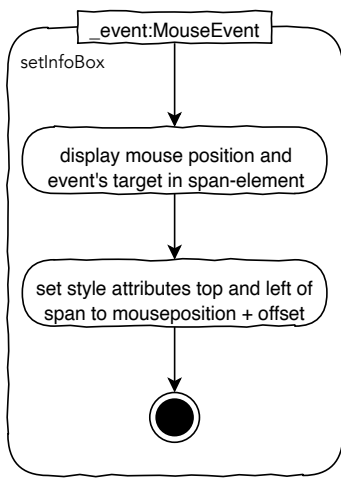 _event:MouseEvent
setInfoBox
display mouse position and
event's target in span-element
set style attributes top and left of
span to mouseposition + offset